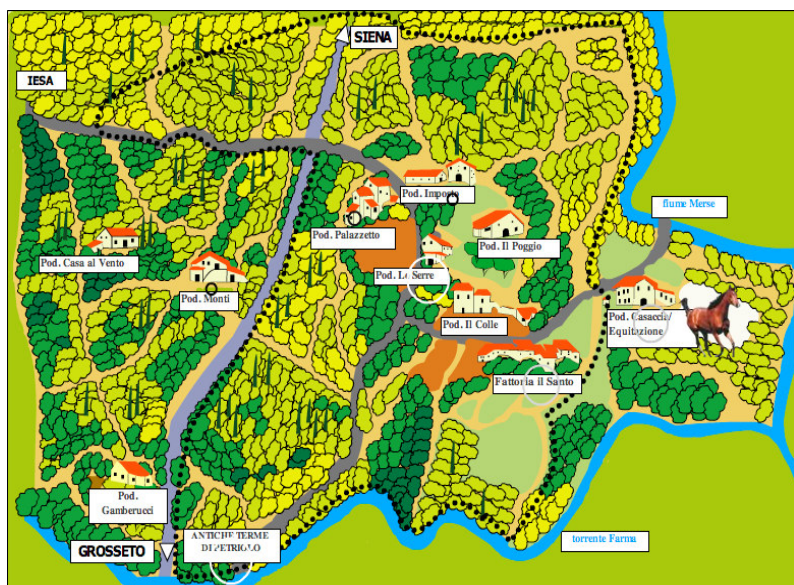 SIENA
IESA
Pod. Importo
fiume Merse
Pod. Palazzetto
Pod. Il Poggio
Pod. Casa al Vento
Pod. Le Serre
Pod. Monti
Pod. Il Colle
Pod. Casaccia
Equitazione
Fattoria il Santo
Pod.
Gamberucci
ANTICHE TERME
DI PETRIOLO
GROSSETO
torrente Farma